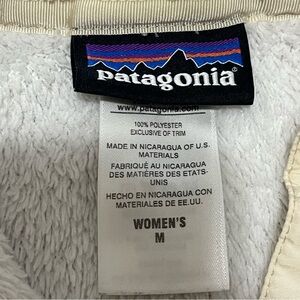 patagonia®
www.patagonia.com
100% POLYESTER
EXCLUSIVE OF TRIM
MADE IN NICARAGUA OF U.S.
MATERIALS
FABRIQUÉ AU NICARAGUA
DES MATIÈRES DES ETATS-
UNIS
HECHO EN NICARAGUA CON
MATERIALES DE EE.UU.
WOMEN'S
M